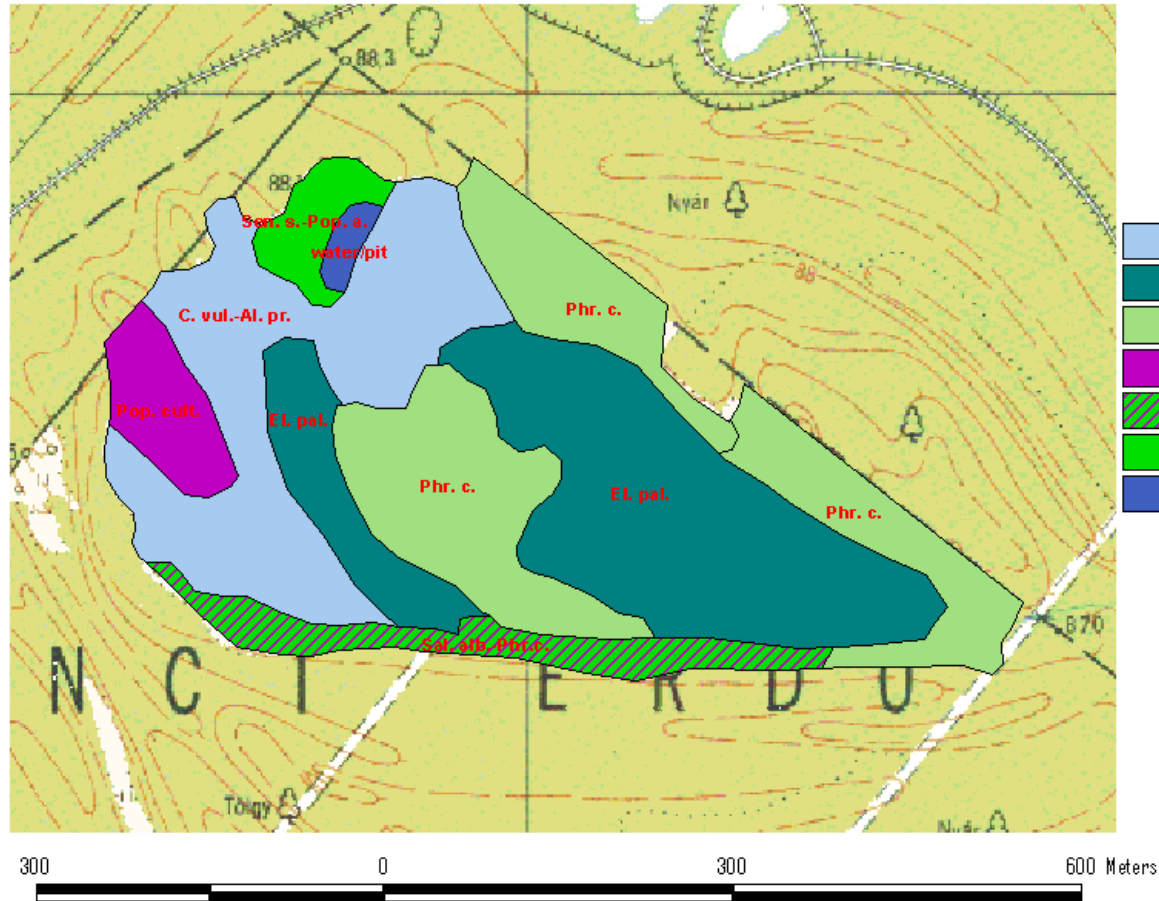 88,3
88,
Sen. s.-Pop. a.
water/pit
Nyár
88
C. vul.-Al. pr.
Phr. c.
Pop. cult.
El. pal.
Phr. c.
El. pal.
Phr. c.
Sal. alb.-Phr.c.
870
N C I E R D Ő
Tölgy
Nyár
300 0 300 600 Meters